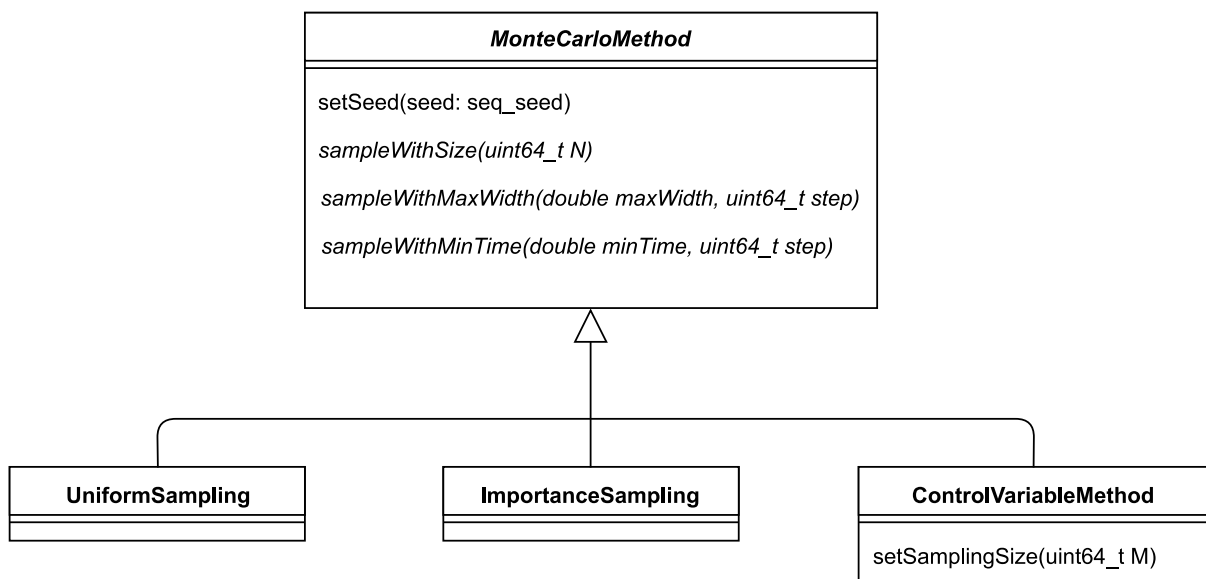 MonteCarloMethod
setSeed(seed: seq_seed)
sampleWithSize(uint64_t N)
sampleWithMaxWidth(double maxWidth, uint64_t step)
sampleWithMinTime(double minTime, uint64_t step)
UniformSampling
ImportanceSampling
ControlVariableMethod
setSamplingSize(uint64_t M)